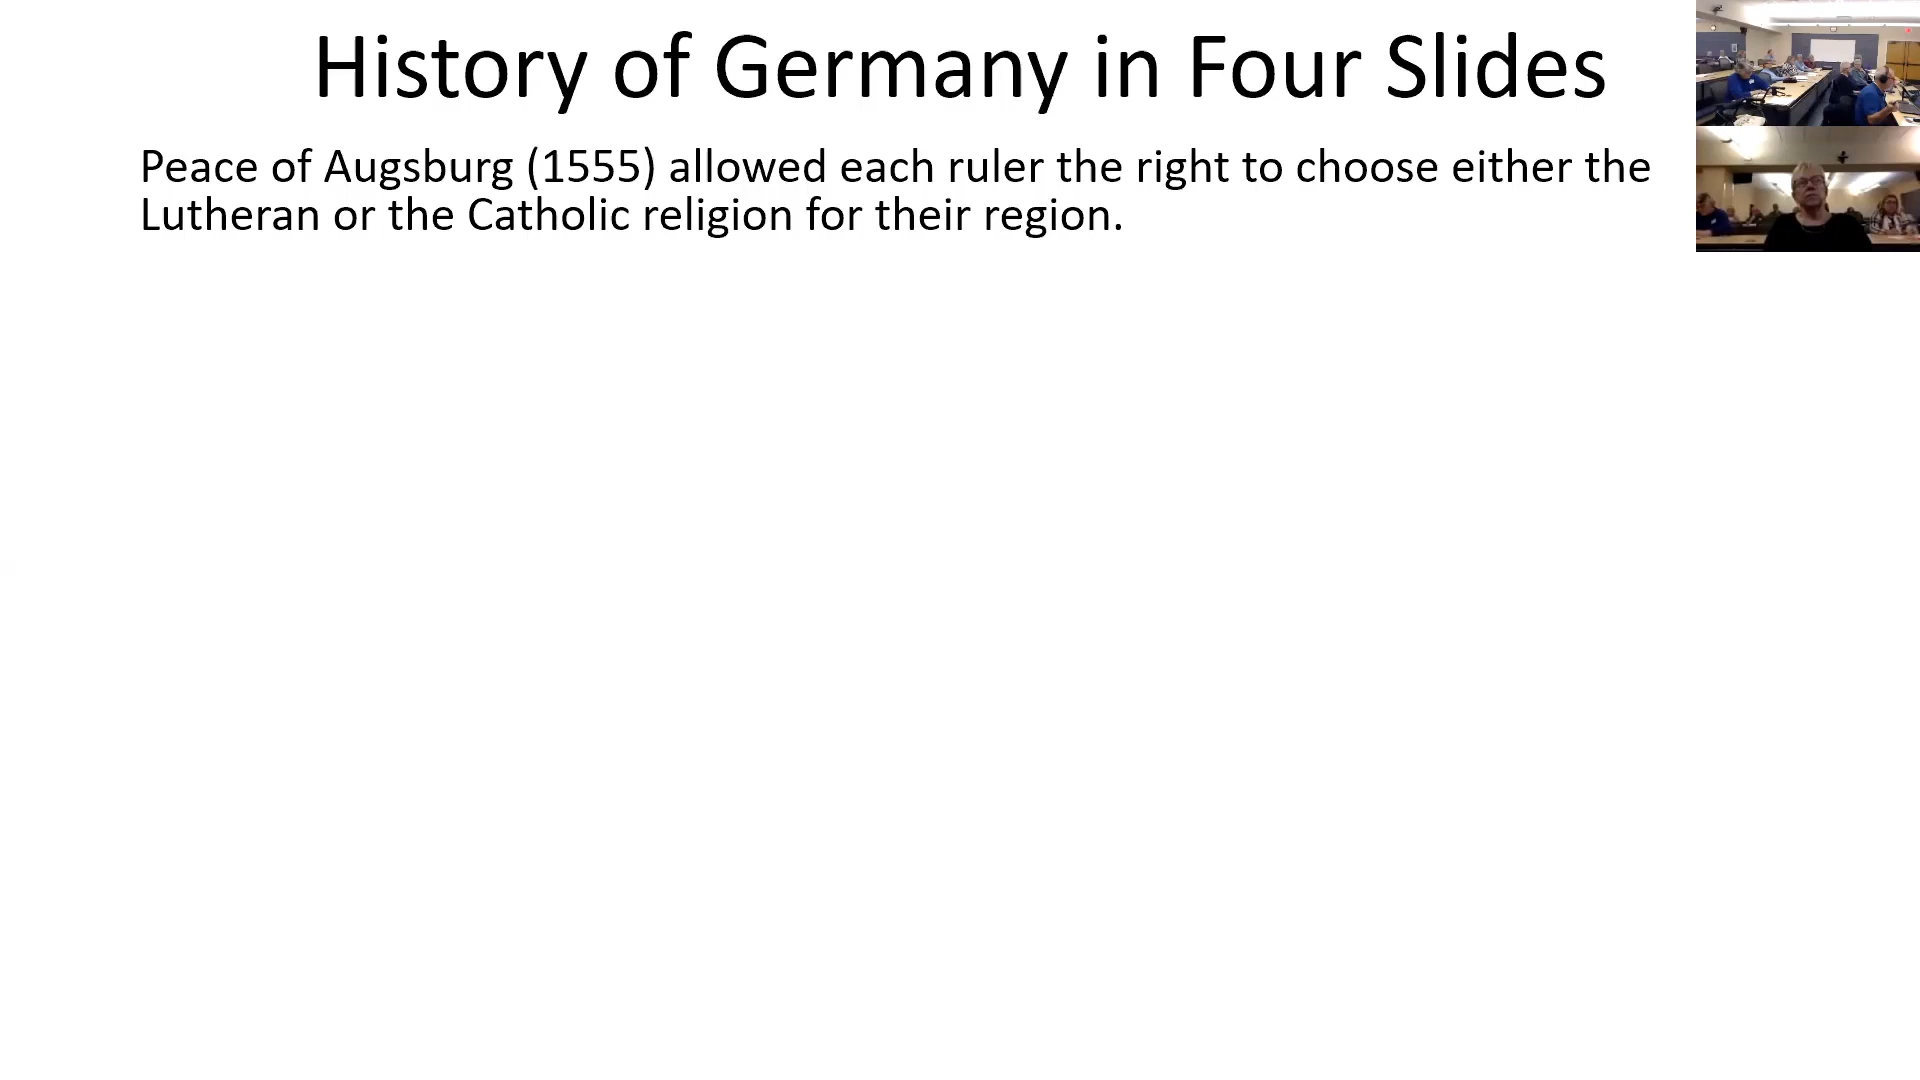 History of Germany in Four Slides
Peace of Augsburg (1555) allowed each ruler the right to choose either the
Lutheran or the Catholic religion for their region.